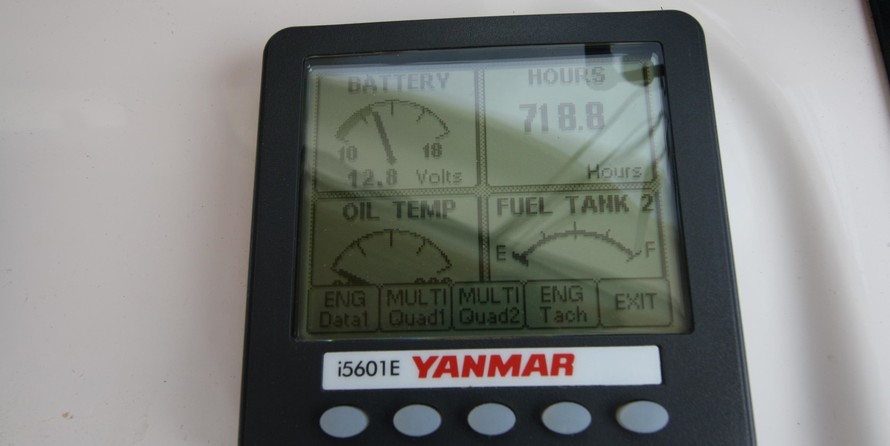 BATTERY
10 18
12.8 Volts
HOURS
718.8
Hours
OIL TEMP
FUEL TANK 2
E F
ENG Data1
MULTI Quad1
MULTI Quad2
ENG Tach
EXIT
i5601E YANMAR